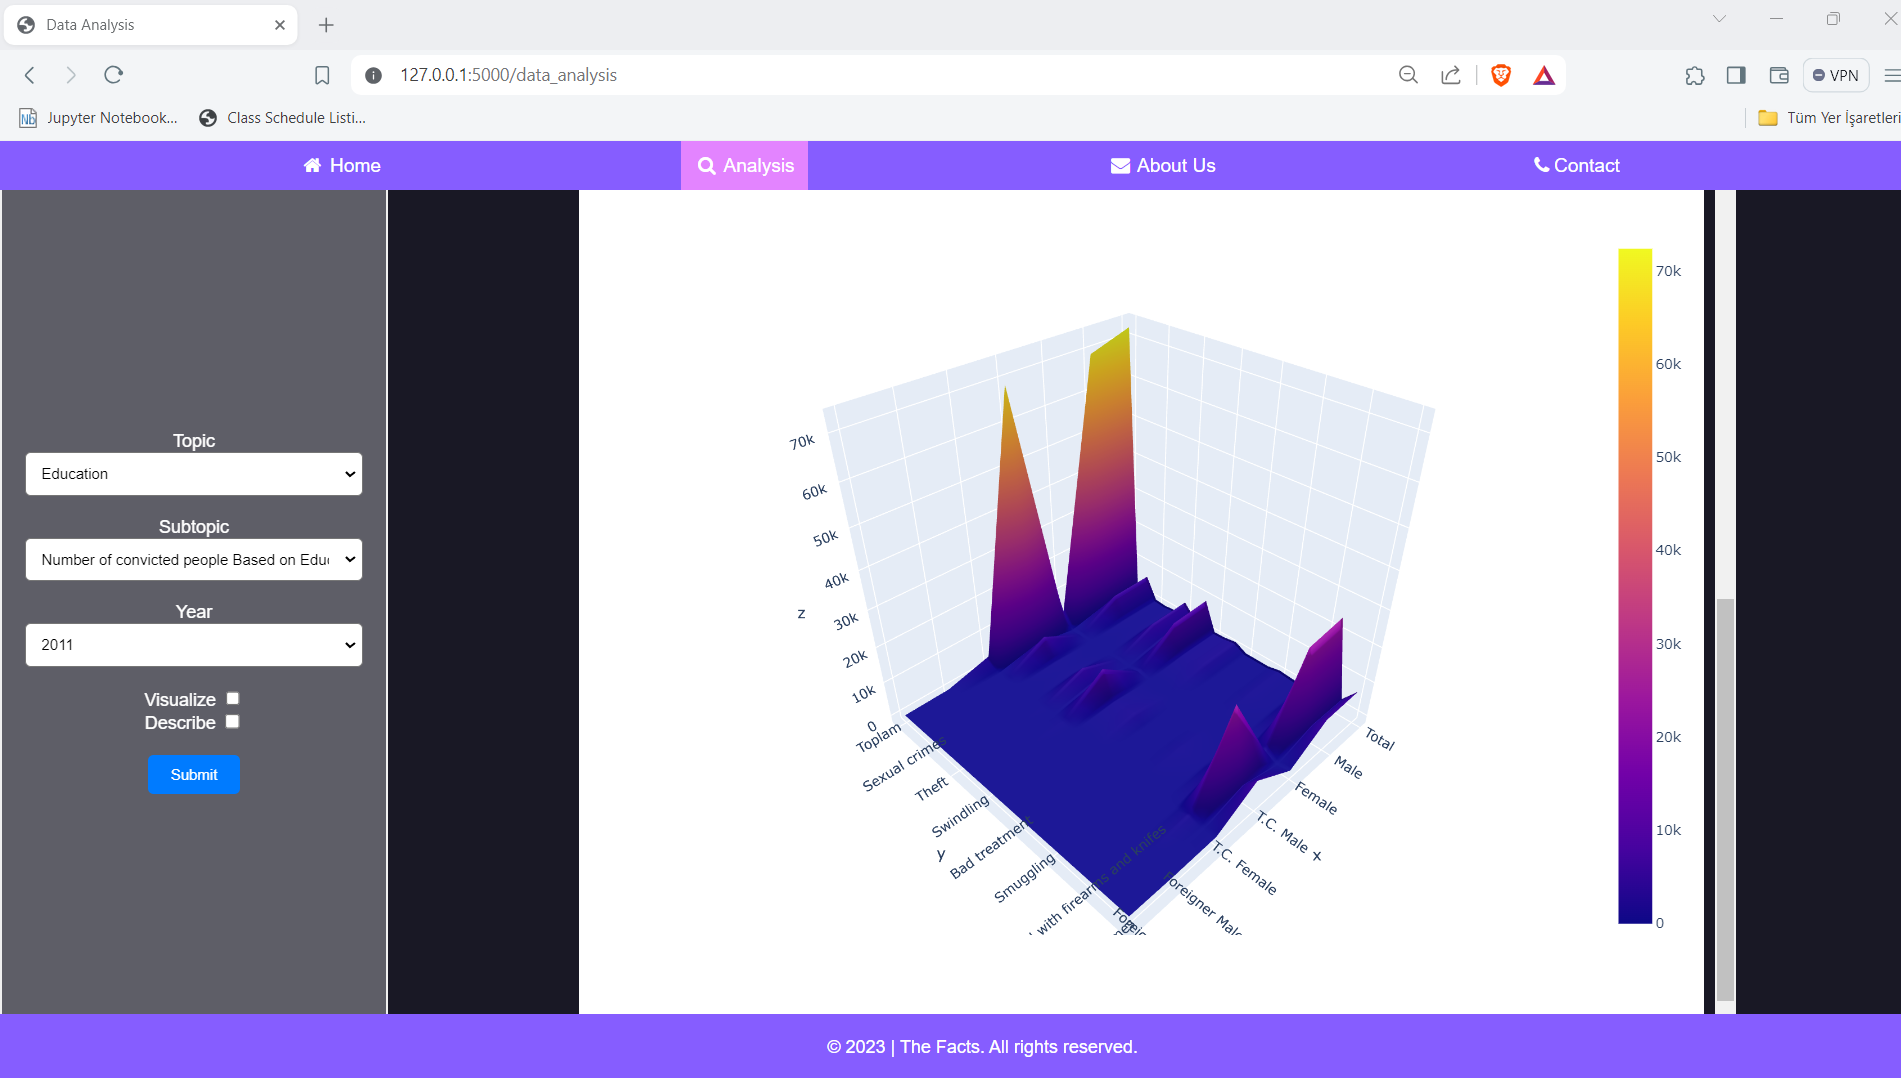 Data Analysis
127.0.0.1:5000/data_analysis
VPN
Jupyter Notebook...
Class Schedule Listi...
Tüm Yer İşaretleri
Home
Analysis
About Us
Contact
Topic
Education
Subtopic
Number of convicted people Based on Edu
Year
2011
Visualize
Describe
Submit
70k
60k
50k
40k
30k
20k
10k
0
z
Toplam
Sexual crimes
Theft
Swindling
Bad treatment
Smuggling
with firearms and knifes
y
Total
Male
Female
T.C. Male
T.C. Female
Foreigner Male
x
70k
60k
50k
40k
30k
20k
10k
0
© 2023 | The Facts. All rights reserved.